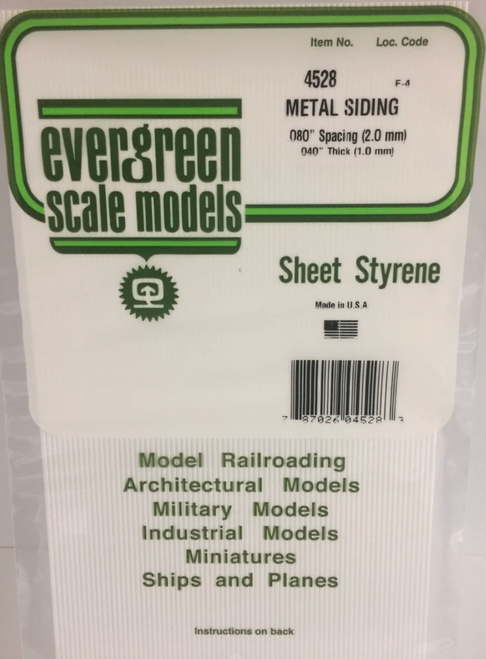 Item No. Loc. Code
4528 F-4
METAL SIDING
.080" Spacing (2.0 mm)
.040" Thick (1.0 mm)
evergreen
scale models
Sheet Styrene
Made in U.S.A
7 87026 04528 3
Model Railroading
Architectural Models
Military Models
Industrial Models
Miniatures
Ships and Planes
Instructions on back